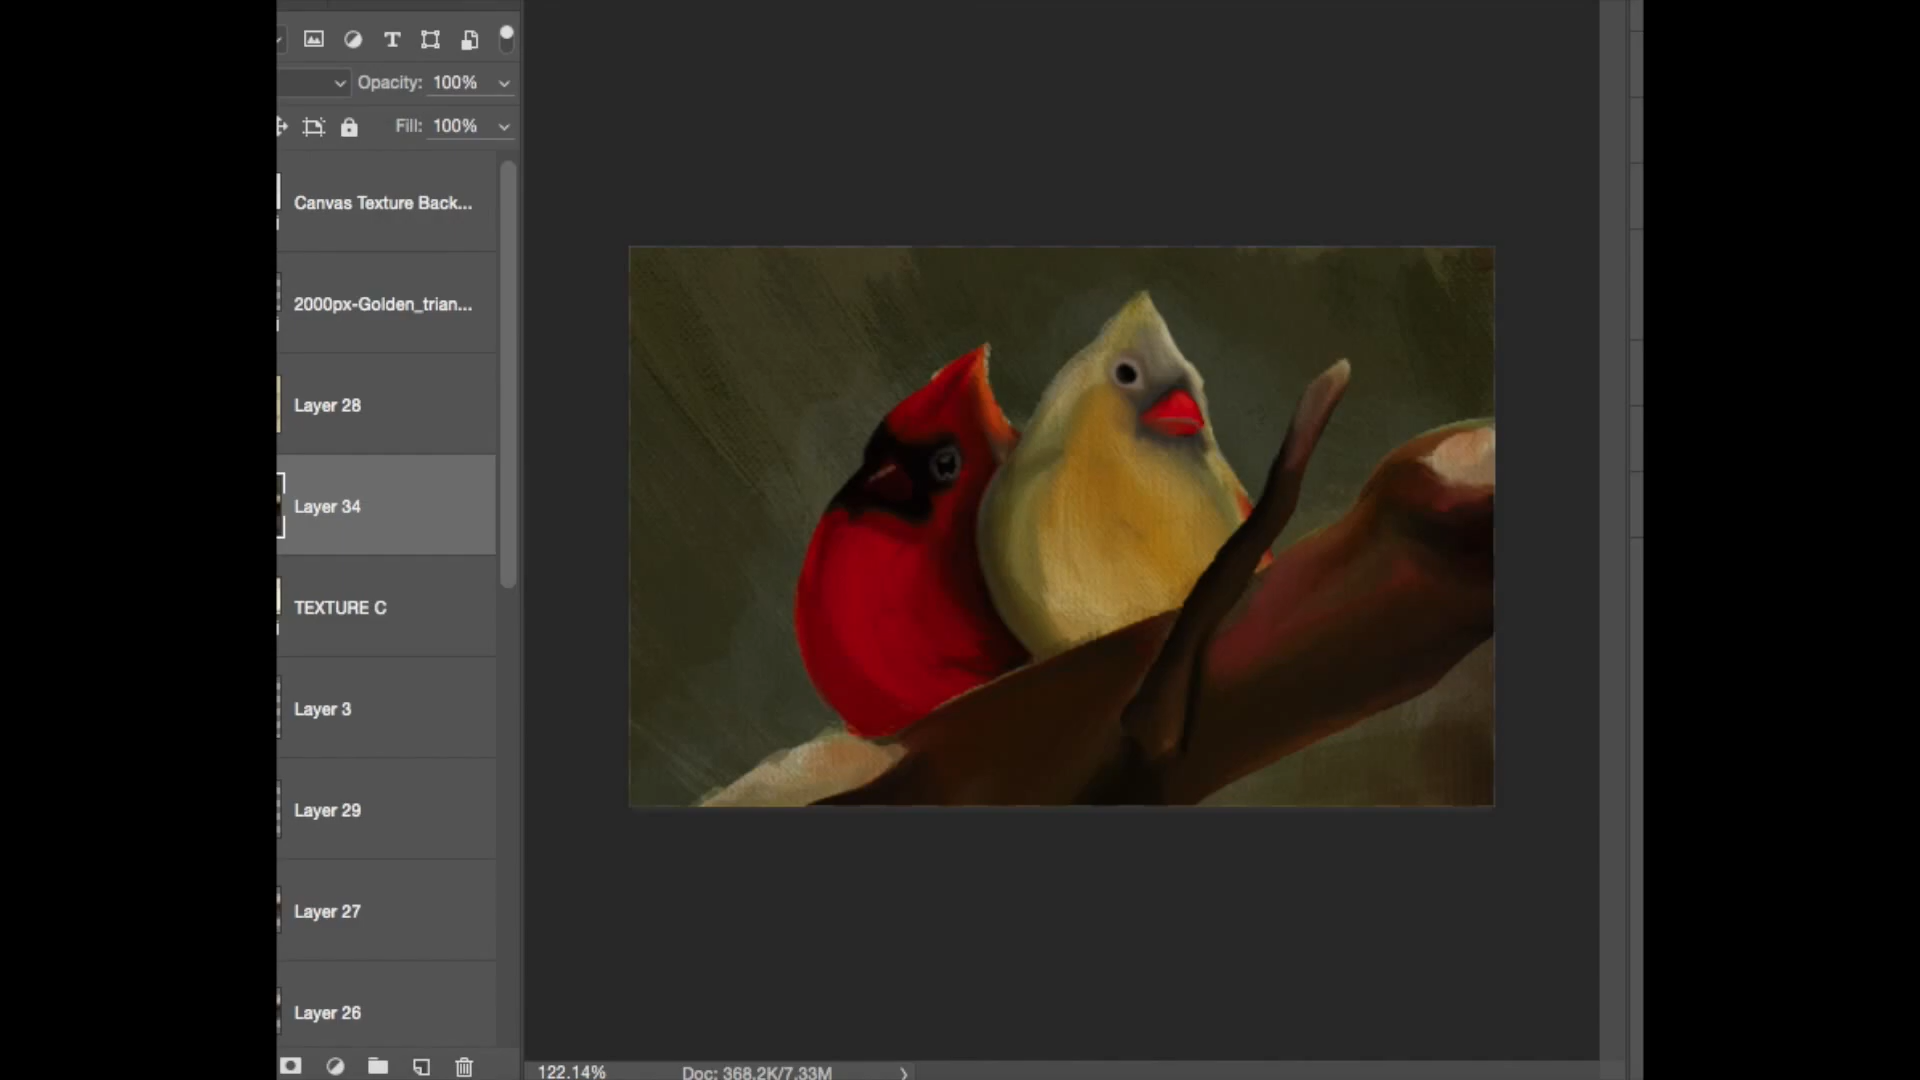 Opacity: 100%
Fill: 100%
Canvas Texture Back...
2000px-Golden_trian...
Layer 28
Layer 34
TEXTURE C
Layer 3
Layer 29
Layer 27
Layer 26
122.14% Doc: 368.2K/7.33M